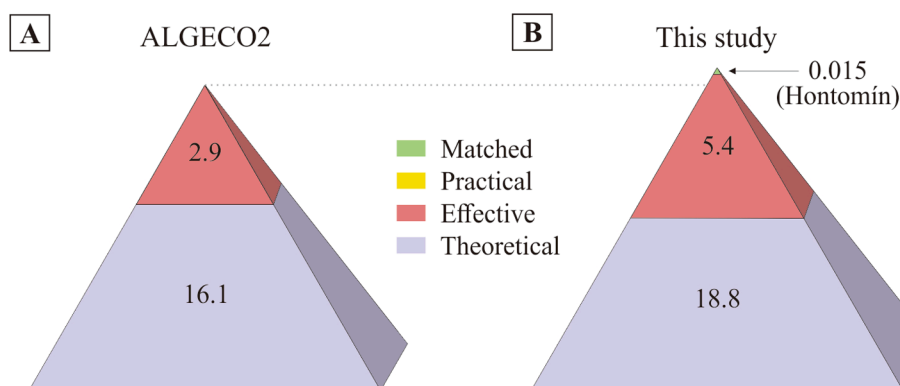 A
ALGECO2
2.9
16.1
Matched
Practical
Effective
Theoretical
B
This study
0.015
(Hontomín)
5.4
18.8